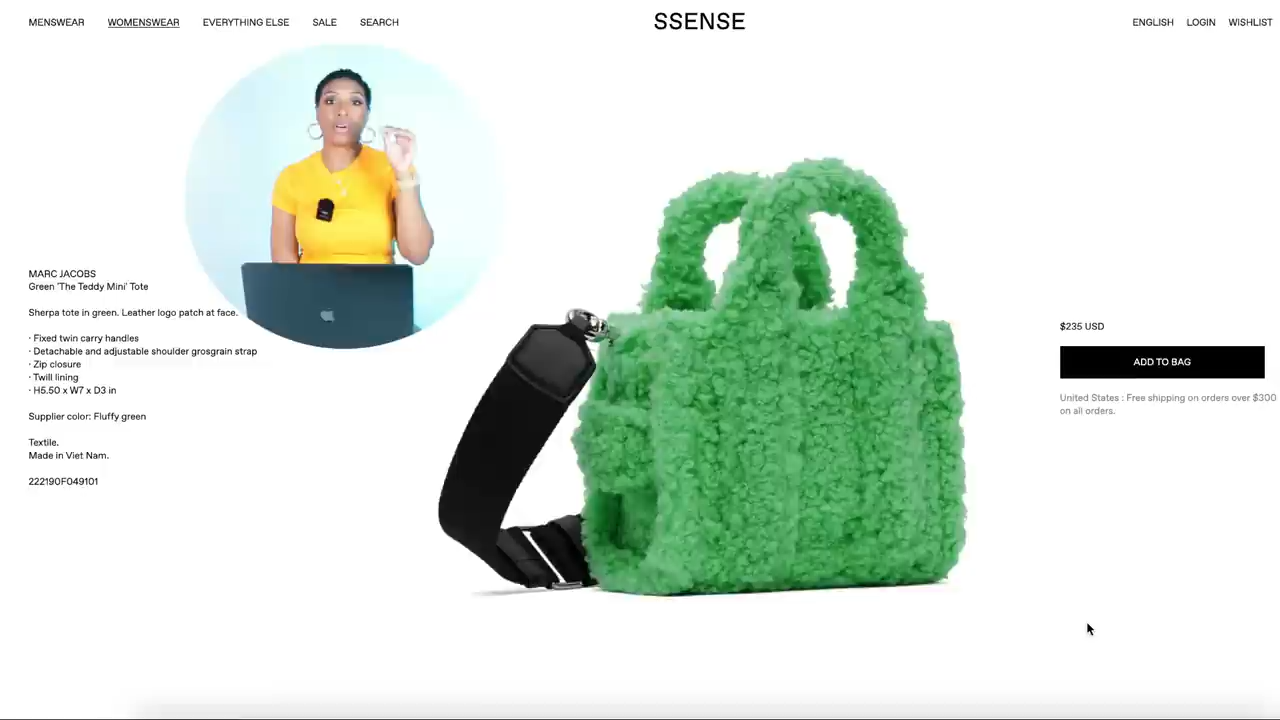 MENSWEAR WOMENSWEAR EVERYTHING ELSE SALE SEARCH SSENSE ENGLISH LOGIN WISHLIST
MARC JACOBS
Green 'The Teddy Mini' Tote
Sherpa tote in green. Leather logo patch at face.
· Fixed twin carry handles
· Detachable and adjustable shoulder grosgrain strap
· Zip closure
· Twill lining
· H5.50 x W7 x D3 in
Supplier color: Fluffy green
Textile.
Made in Viet Nam.
222190F049101
$235 USD
ADD TO BAG
United States : Free shipping on orders over $300
on all orders.